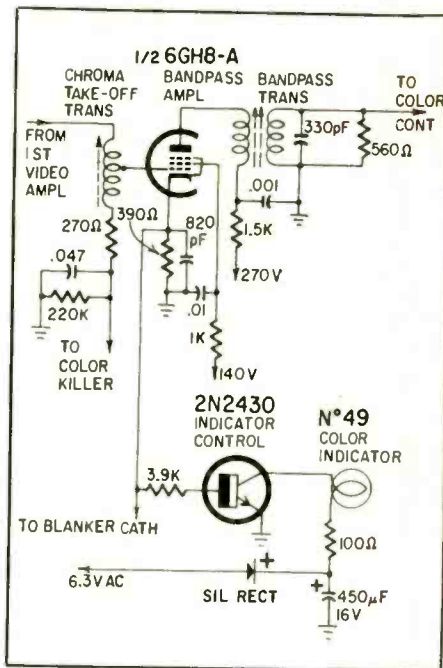 1/2 6GH8-A
CHROMA
TAKE-OFF
TRANS
BANDPASS
AMPL
BANDPASS
TRANS
TO
COLOR
CONT
FROM
1ST
VIDEO
AMPL
330pF
560Ω
270Ω
390Ω
820
pF
.001
1.5K
.047
220K
.01
270V
1K
TO
COLOR
KILLER
140V
2N2430
INDICATOR
CONTROL
N°49
COLOR
INDICATOR
3.9K
TO BLANKER CATH
100Ω
+
+
6.3V AC
SIL RECT
450µF
16V